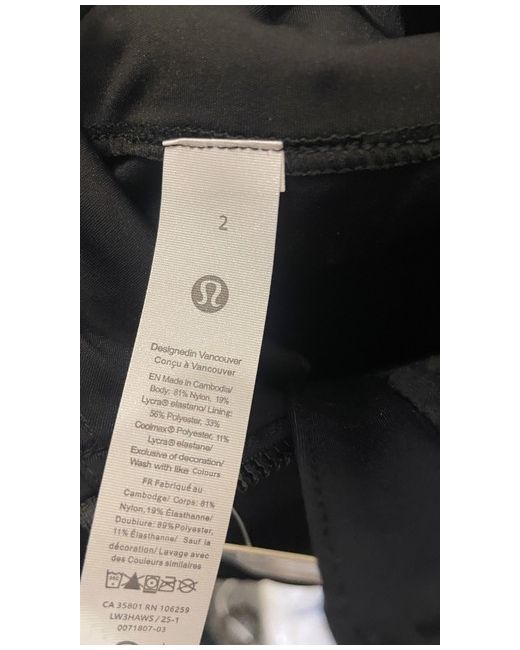 2
Designedin Vancouver
Conçu à Vancouver
EN Made in Cambodia/
Body: 81% Nylon, 19%
Lycra® elastano/ Lining:
56% Polyester, 33%
Coolmax® Polyester, 11%
Lycra® elastane/
Exclusive of decoration/
Wash with like Colours
FR Fabriqué au
Cambodge/ Corps: 81%
Nylon,19% Élasthanne/
Doubiure: 89%Polyester,
11% Élasthanne/ Sauf la
décoration/ Lavage avec
des Couleurs similaires
CA 35801 RN 106259
LW3HAWS / 25-1
0071807-03